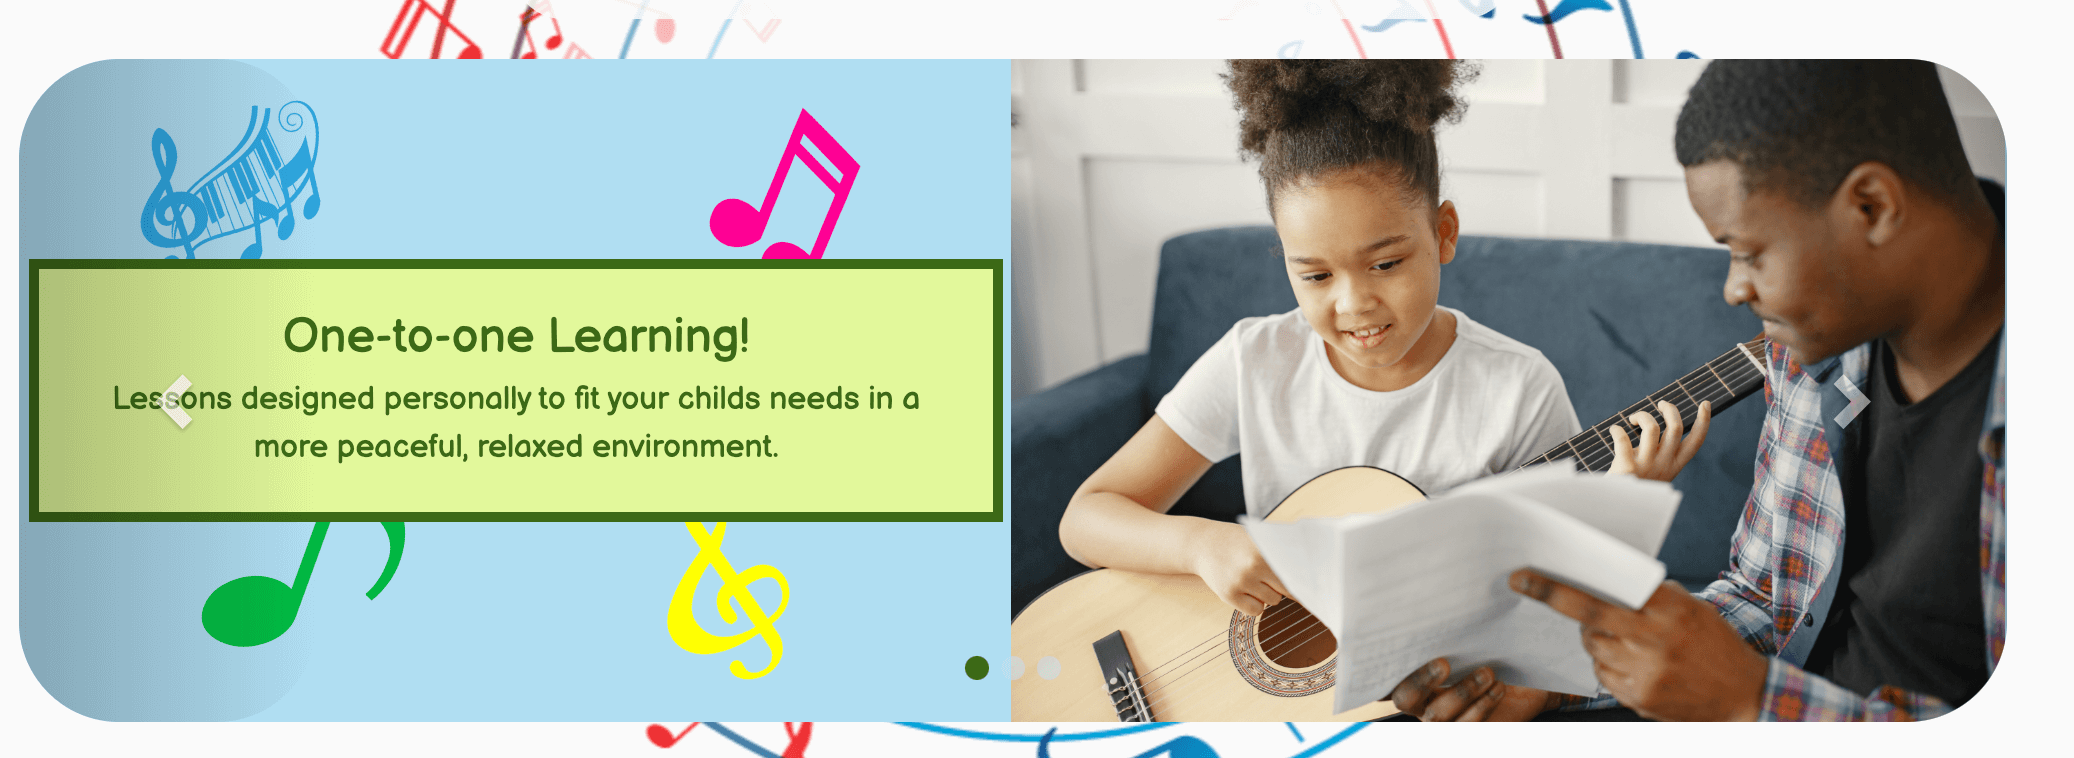 One-to-one Learning!
Lessons designed personally to fit your childs needs in a
more peaceful, relaxed environment.